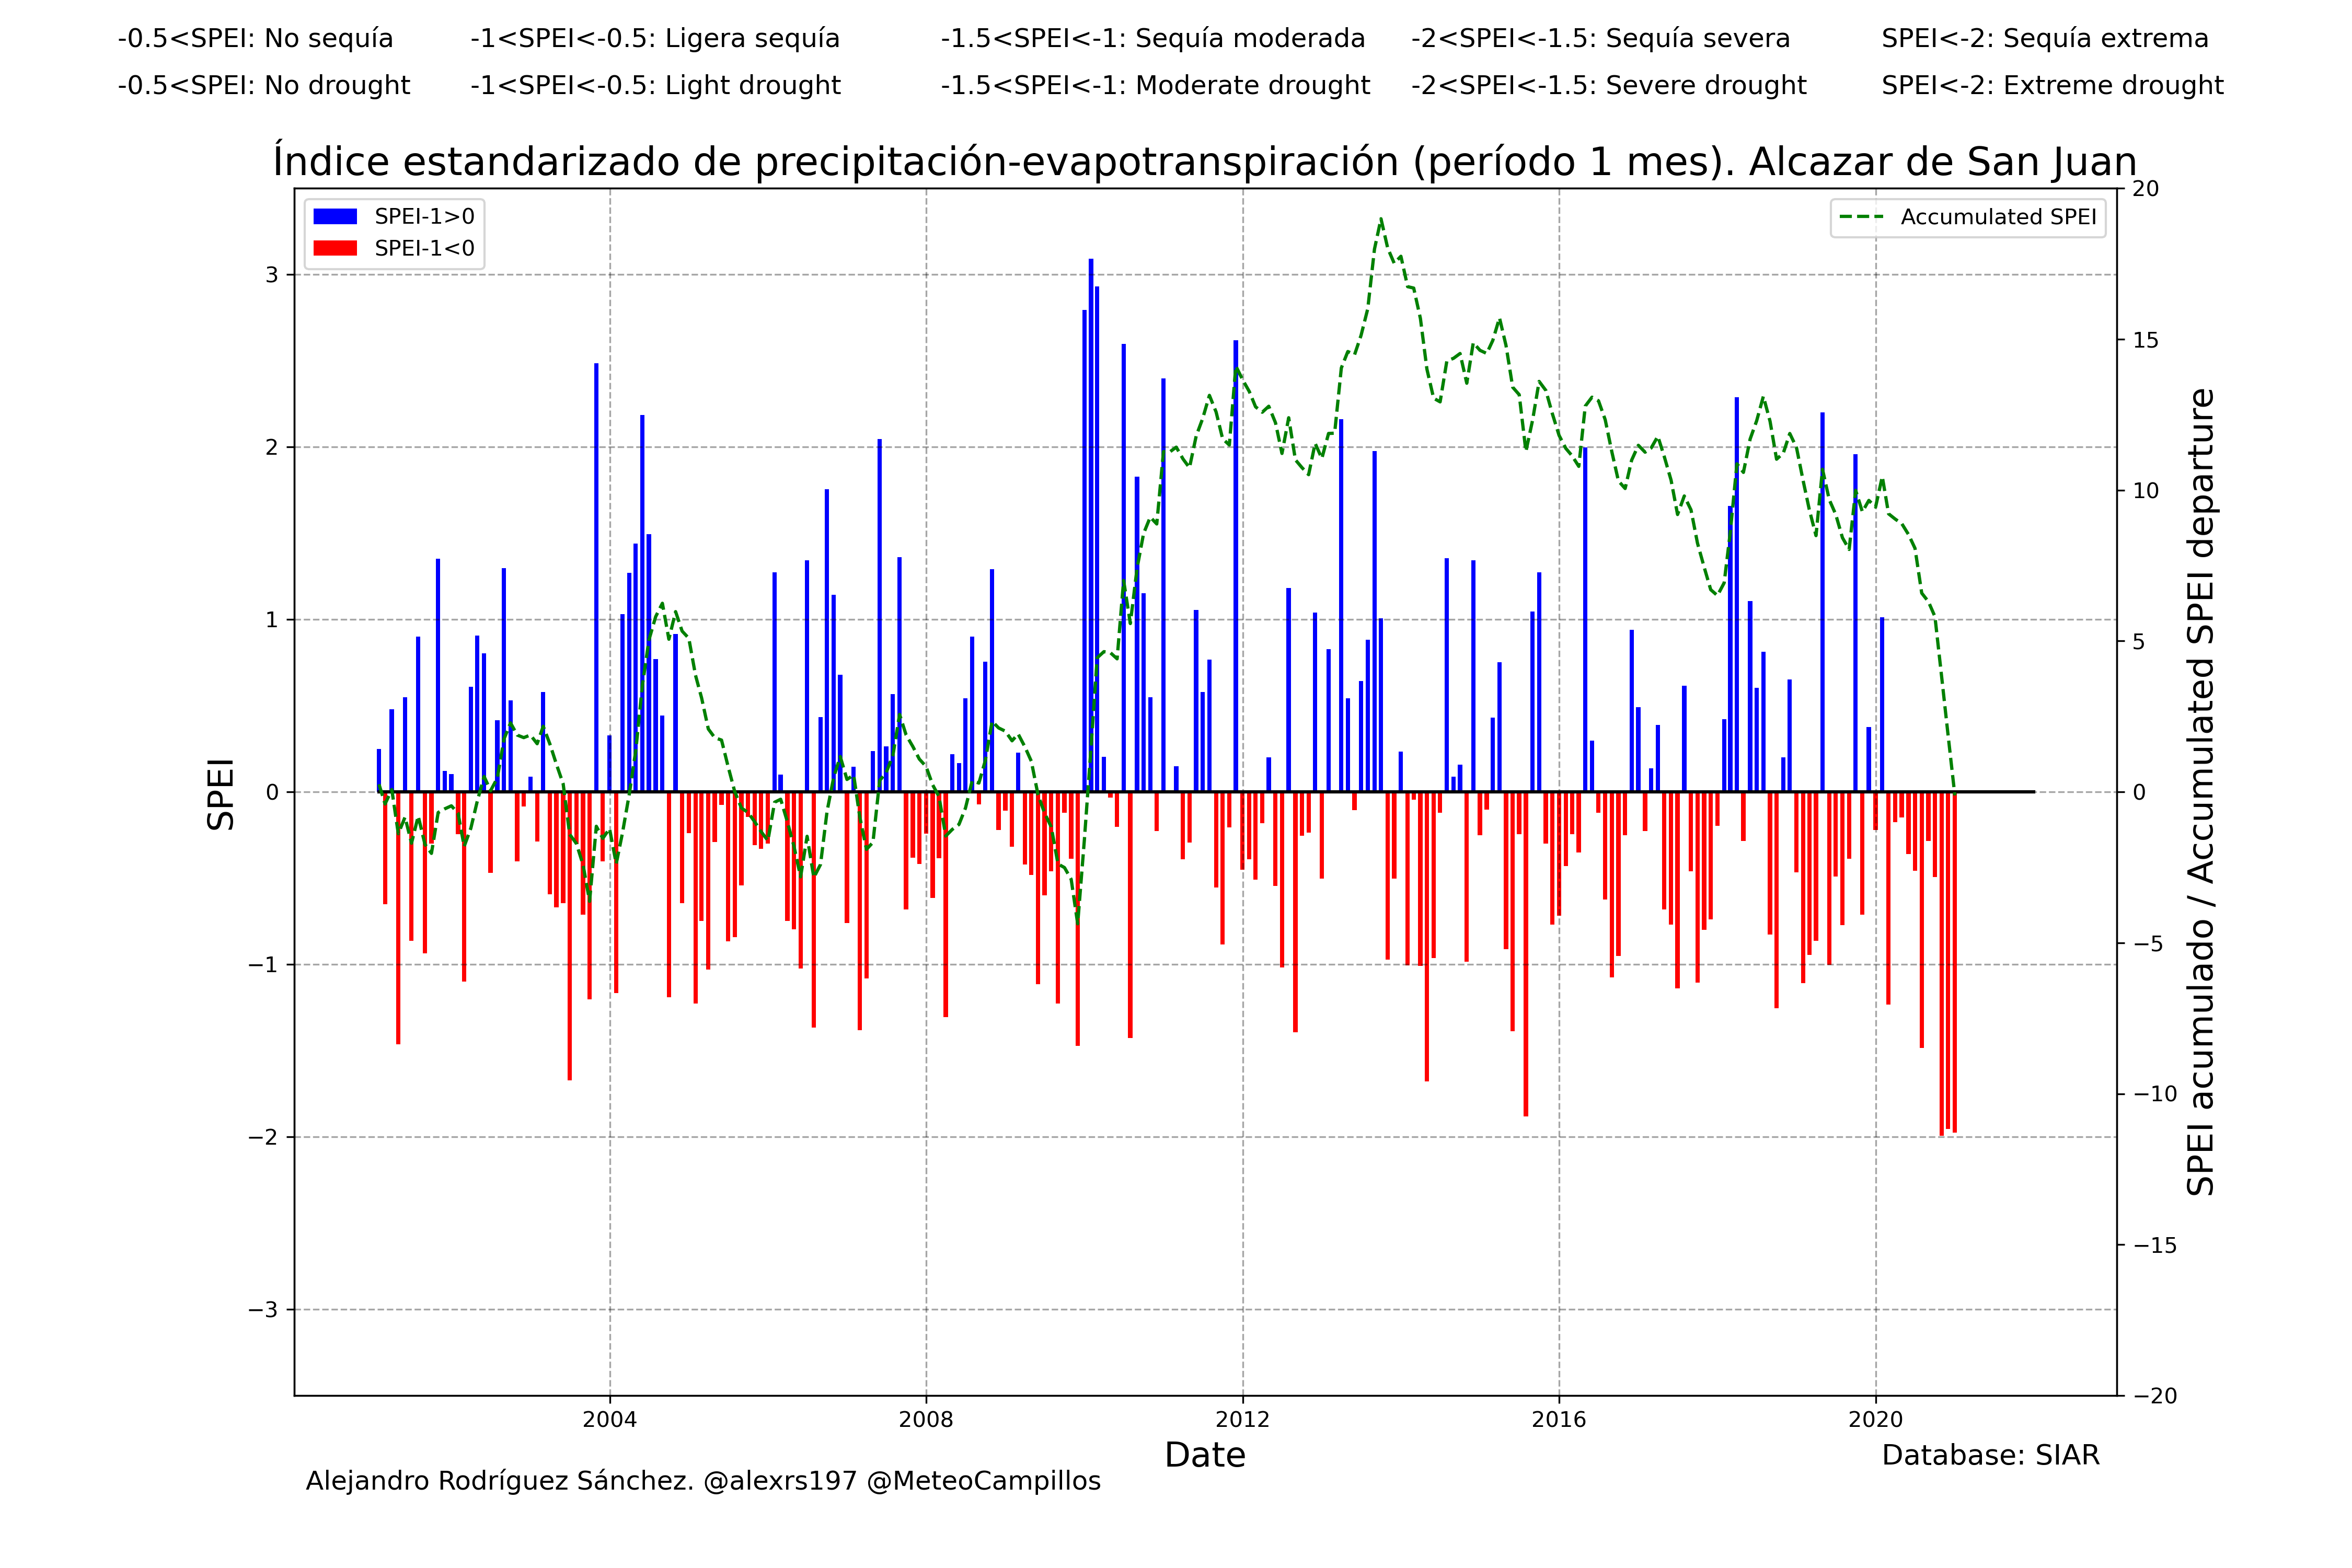 -0.5<SPEI: No sequía -1<SPEI<-0.5: Ligera sequía -1.5<SPEI<-1: Sequía moderada -2<SPEI<-1.5: Sequía severa SPEI<-2: Sequía extrema
-0.5<SPEI: No drought -1<SPEI<-0.5: Light drought -1.5<SPEI<-1: Moderate drought -2<SPEI<-1.5: Severe drought SPEI<-2: Extreme drought
Índice estandarizado de precipitación-evapotranspiración (período 1 mes). Alcazar de San Juan
SPEI-1>0
SPEI-1<0
Accumulated SPEI
SPEI
3
2
1
0
−1
−2
−3
20
15
10
5
0
−5
−10
−15
−20
SPEI acumulado / Accumulated SPEI departure
2004 2008 2012 2016 2020
Date
Database: SIAR
Alejandro Rodríguez Sánchez. @alexrs197 @MeteoCampillos